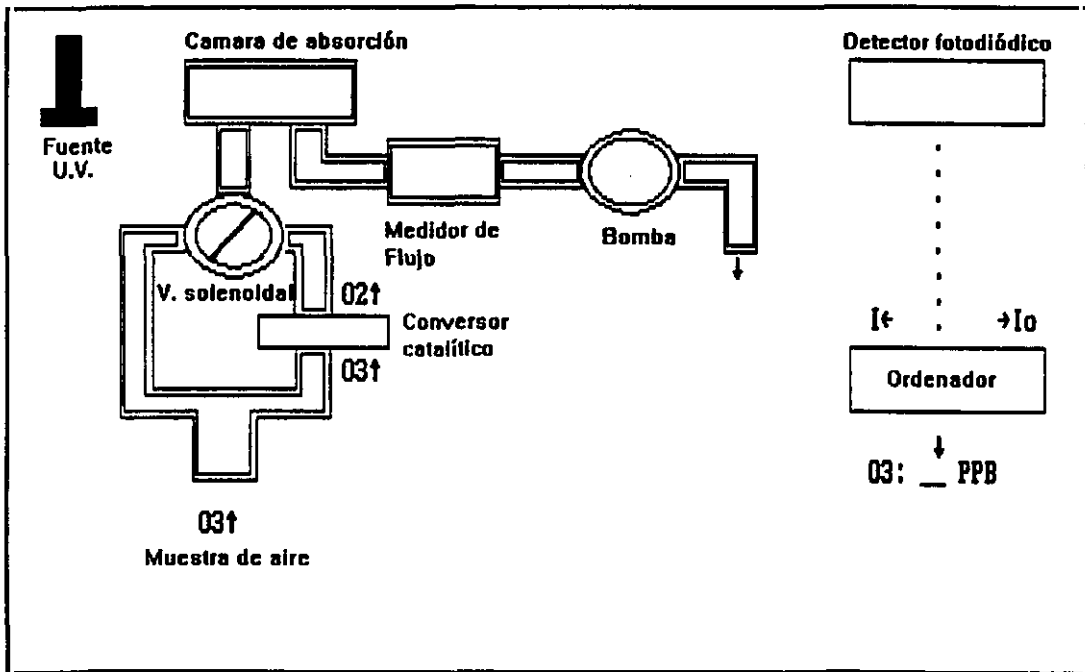 Camara de absorción
Detector fotodiódico
Fuente
U.V.
Medidor de
Flujo
Bomba
V. solenoidal
02↑
Conversor
catalítico
03↑
I←
→Io
Ordenador
03: __ PPB
03↑
Muestra de aire